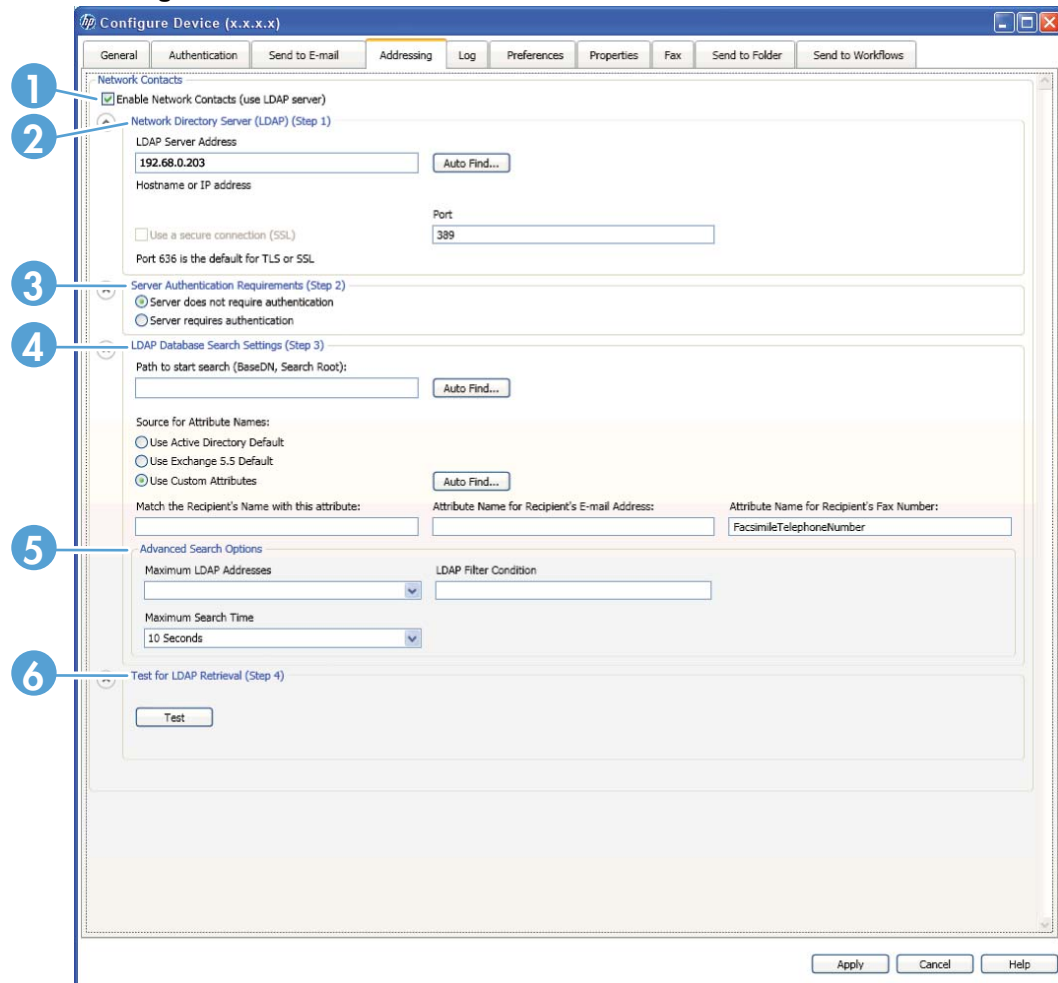 hp Configure Device (x.x.x.x)
General Authentication Send to E-mail Addressing Log Preferences Properties Fax Send to Folder Send to Workflows
Network Contacts
1 Enable Network Contacts (use LDAP server)
2 Network Directory Server (LDAP) (Step 1)
LDAP Server Address
192.68.0.203 Auto Find...
Hostname or IP address
Port
Use a secure connection (SSL) 389
Port 636 is the default for TLS or SSL
3 Server Authentication Requirements (Step 2)
Server does not require authentication
Server requires authentication
4 LDAP Database Search Settings (Step 3)
Path to start search (BaseDN, Search Root):
Auto Find...
Source for Attribute Names:
Use Active Directory Default
Use Exchange 5.5 Default
Use Custom Attributes Auto Find...
Match the Recipient's Name with this attribute: Attribute Name for Recipient's E-mail Address: Attribute Name for Recipient's Fax Number:
FacsimileTelephoneNumber
5 Advanced Search Options
Maximum LDAP Addresses LDAP Filter Condition
Maximum Search Time
10 Seconds
6 Test for LDAP Retrieval (Step 4)
Test
Apply Cancel Help